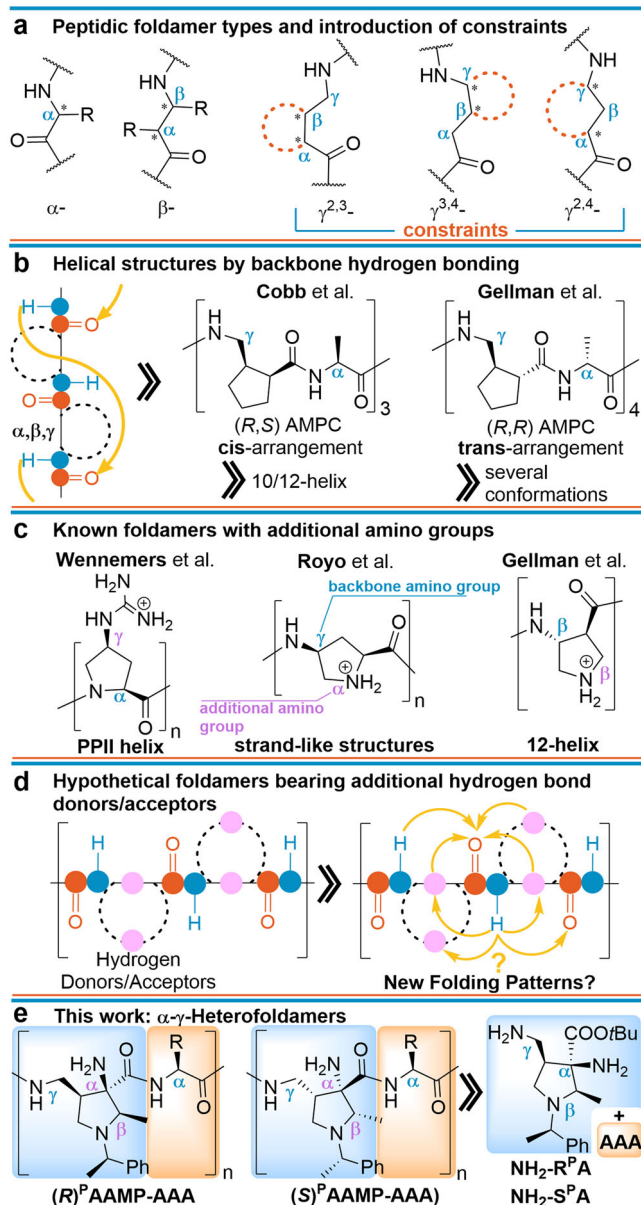 a Peptidic foldamer types and introduction of constraints
HN
α
*
R
O
α-
HN
β
*
R
R
α
*
O
β-
HN
γ
*
β
*
α
O
γ2,3-
HN
γ
*
β
*
α
O
γ3,4-
HN
γ
*
β
α
*
O
γ2,4-
constraints
b Helical structures by backbone hydrogen bonding
H
O
H
O
α,β,γ
H
O
Cobb et al.
H
N
γ
O
N
H
α
O
3
(R,S) AMPC
cis-arrangement
10/12-helix
Gellman et al.
H
N
γ
O
N
H
α
O
4
(R,R) AMPC
trans-arrangement
several
conformations
c Known foldamers with additional amino groups
Wennemers et al.
H2N
⊕
HN
NH2
γ
N
α
O
n
PPII helix
Royo et al.
backbone amino group
H
N
γ
O
⊕
α
NH2
n
additional amino
group
strand-like structures
Gellman et al.
O
H
N
β
⊕
N
H2
β
n
12-helix
d Hypothetical foldamers bearing additional hydrogen bond
donors/acceptors
H
O
H
O
H
O
Hydrogen
Donors/Acceptors
H
O
H
O
H
O
?
New Folding Patterns?
e This work: α-γ-Heterofoldamers
H2N
O
R
N
H
γ
α
N
H
α
O
β
N
Ph
n
(R)PAAMP-AAA
H2N
O
R
N
H
γ
α
N
H
α
O
β
N
Ph
n
(S)PAAMP-AAA)
H2N
COOtBu
γ
α
NH2
β
N
Ph
+
AAA
NH2-RPA
NH2-SPA